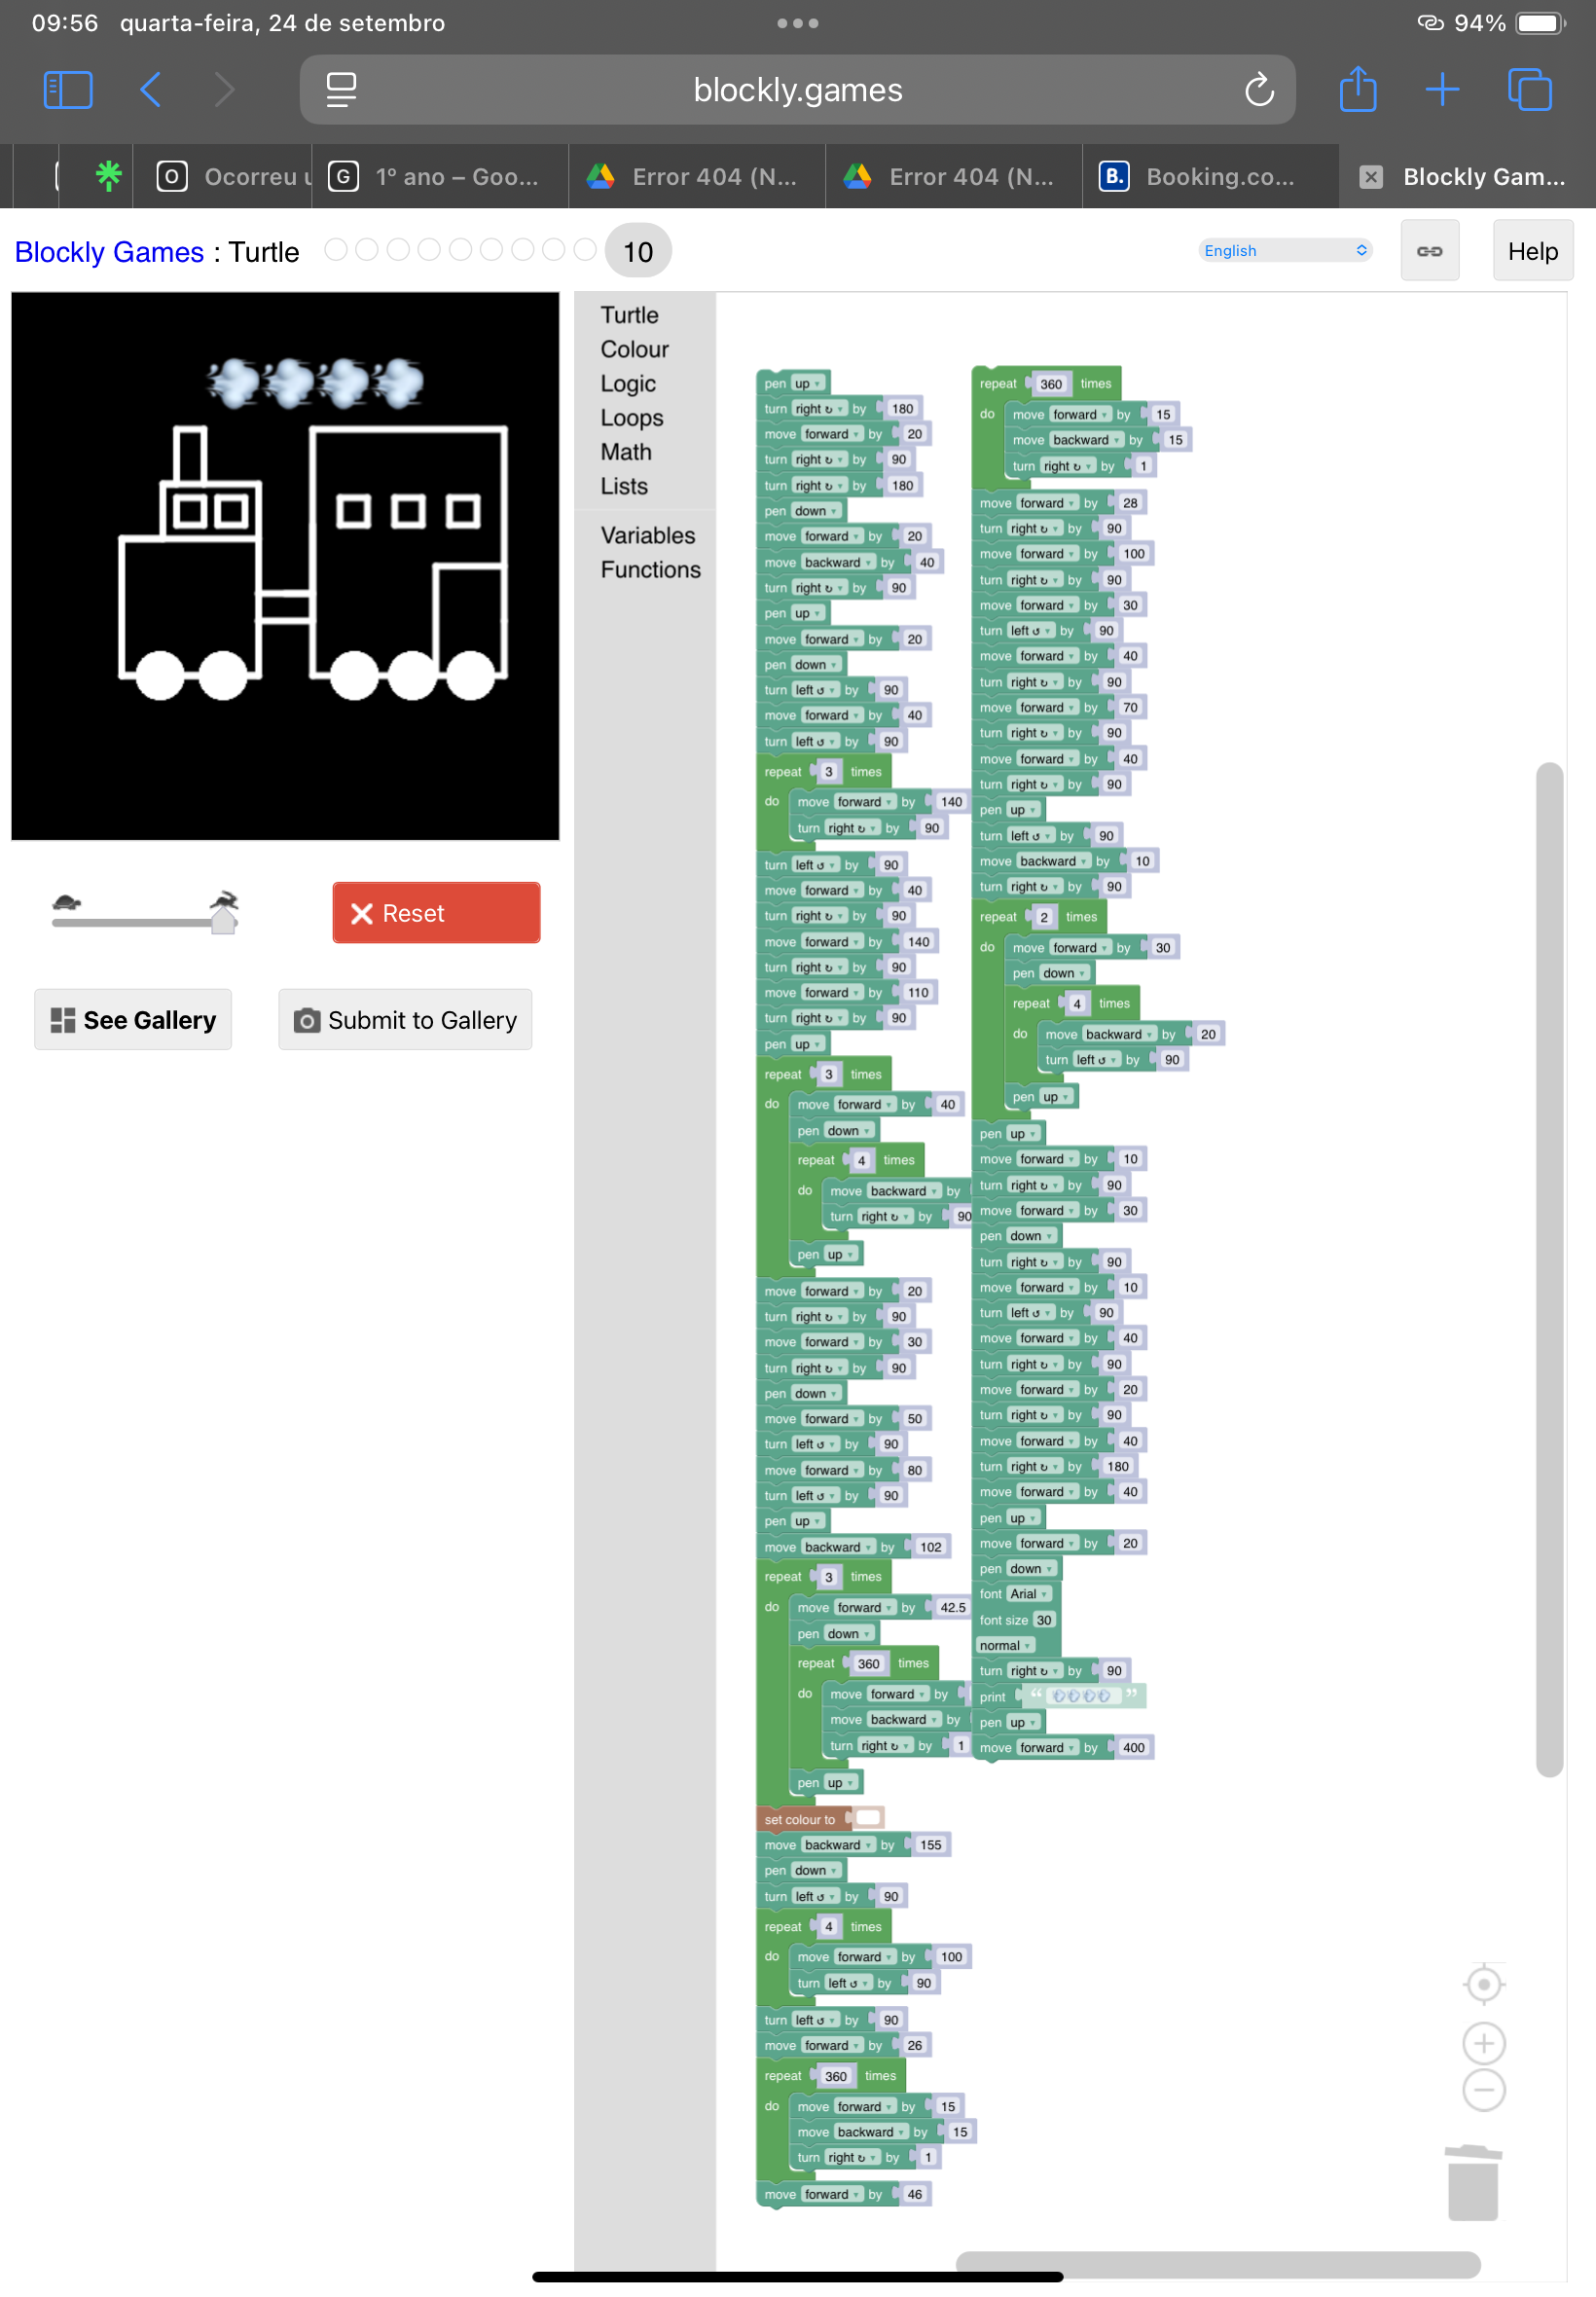 09:56 quarta-feira, 24 de setembro
94%
blockly.games
Ocorreu u
1º ano – Goo...
Error 404 (N...
Error 404 (N...
Booking.co...
Blockly Gam...
Blockly Games : Turtle
10
English
Help
Reset
See Gallery
Submit to Gallery
Turtle
Colour
Logic
Loops
Math
Lists
Variables
Functions
pen up
turn right ↻ by 180
move forward by 20
turn right ↻ by 90
turn right ↻ by 180
pen down
move forward by 20
move backward by 40
turn right ↻ by 90
pen up
move forward by 20
pen down
turn left ↺ by 90
move forward by 40
turn left ↺ by 90
repeat 3 times
do move forward by 140
turn right ↻ by 90
turn left ↺ by 90
move forward by 40
turn right ↻ by 90
move forward by 140
turn right ↻ by 90
move forward by 110
turn right ↻ by 90
pen up
repeat 3 times
do move forward by 40
pen down
repeat 4 times
do move backward by
turn right ↻ by 90
pen up
move forward by 20
turn right ↻ by 90
move forward by 30
turn right ↻ by 90
pen down
move forward by 50
turn left ↺ by 90
move forward by 80
turn left ↺ by 90
pen up
move backward by 102
repeat 3 times
do move forward by 42.5
pen down
repeat 360 times
do move forward by
move backward by
turn right ↻ by 1
pen up
set colour to
move backward by 155
pen down
turn left ↺ by 90
repeat 4 times
do move forward by 100
turn left ↺ by 90
turn left ↺ by 90
move forward by 26
repeat 360 times
do move forward by 15
move backward by 15
turn right ↻ by 1
move forward by 46
repeat 360 times
do move forward by 15
move backward by 15
turn right ↻ by 1
move forward by 28
turn right ↻ by 90
move forward by 100
turn right ↻ by 90
move forward by 30
turn left ↺ by 90
move forward by 40
turn right ↻ by 90
move forward by 70
turn right ↻ by 90
move forward by 40
turn right ↻ by 90
pen up
turn left ↺ by 90
move backward by 10
turn right ↻ by 90
repeat 2 times
do move forward by 30
pen down
repeat 4 times
do move backward by 20
turn left ↺ by 90
pen up
pen up
move forward by 10
turn right ↻ by 90
move forward by 30
pen down
turn right ↻ by 90
move forward by 10
turn left ↺ by 90
move forward by 40
turn right ↻ by 90
move forward by 20
turn right ↻ by 90
move forward by 40
turn right ↻ by 180
move forward by 40
pen up
move forward by 20
pen down
font Arial
font size 30
normal
turn right ↻ by 90
print “ 💨💨💨💨 ”
pen up
move forward by 400